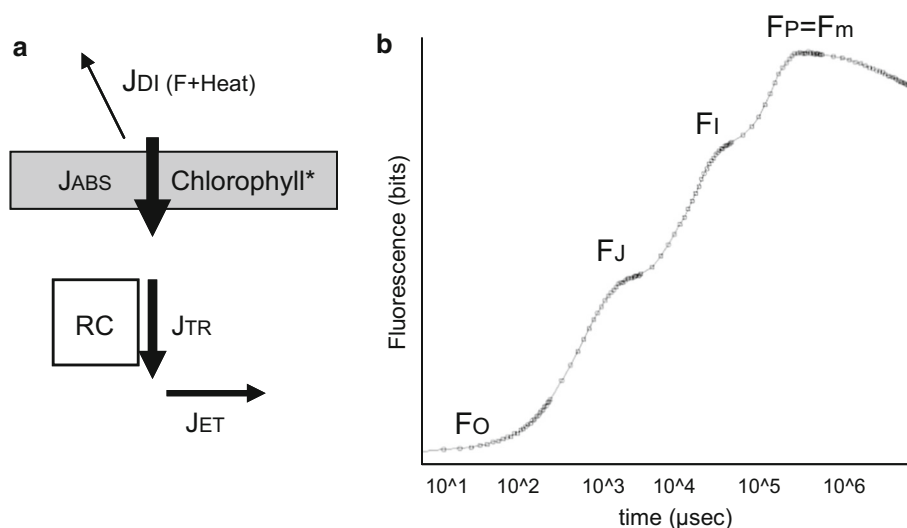 a
JDI (F+Heat)
JABS Chlorophyll*
RC
JTR
JET
b
FP=Fm
FI
FJ
FO
Fluorescence (bits)
10^1 10^2 10^3 10^4 10^5 10^6
time (µsec)